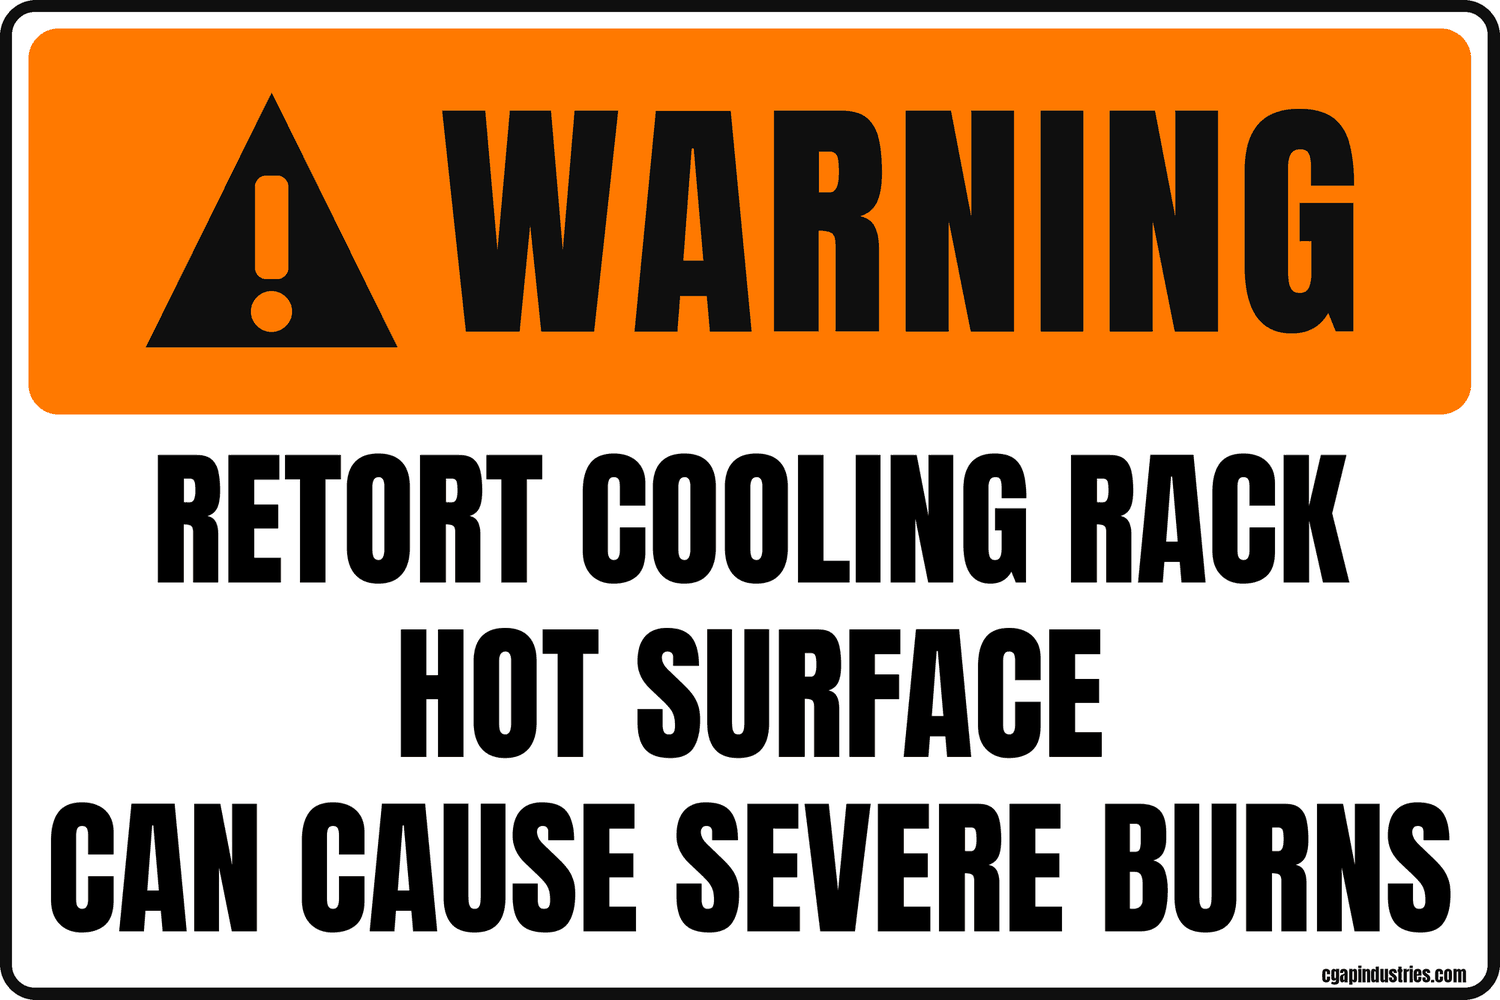 WARNING
RETORT COOLING RACK
HOT SURFACE
CAN CAUSE SEVERE BURNS
cgapindustries.com